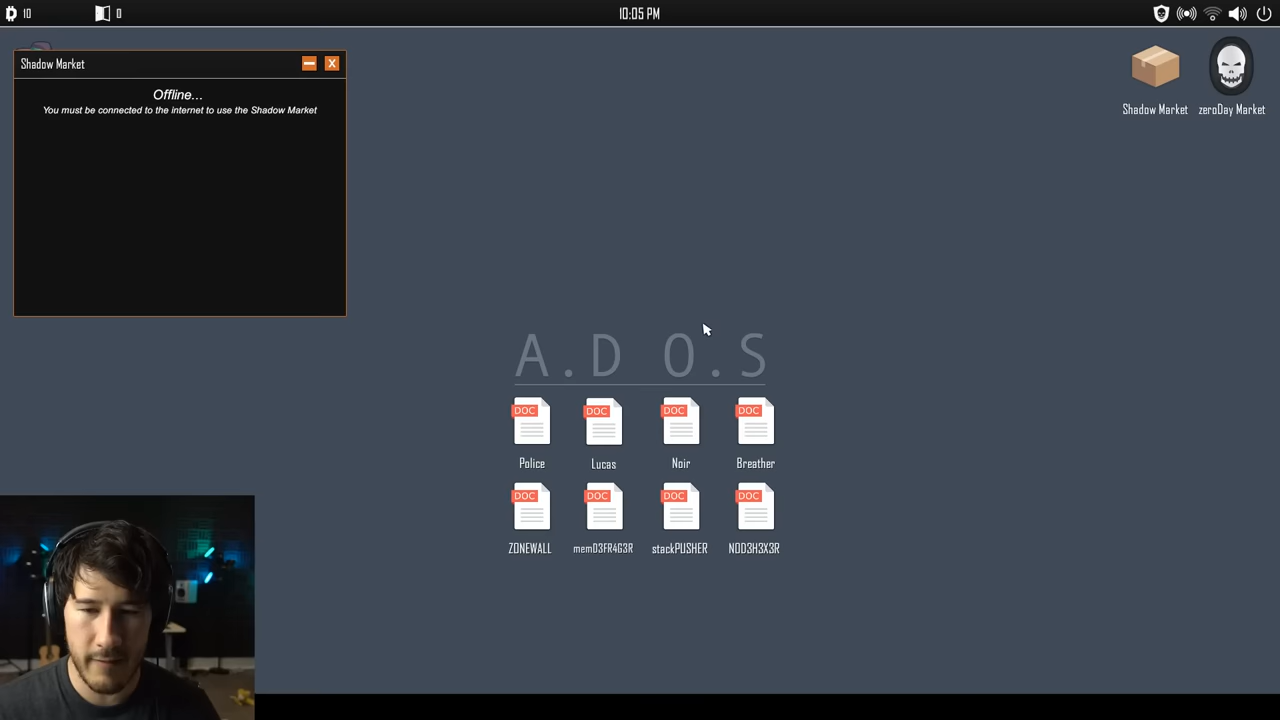 10
0
10:05 PM
Shadow Market
X
Offline...
You must be connected to the internet to use the Shadow Market
Shadow Market
zeroDay Market
A.D O.S
DOC
DOC
DOC
DOC
Police
Lucas
Noir
Breather
DOC
DOC
DOC
DOC
ZONEWALL
memD3FR4G3R
stackPUSHER
NOD3H3X3R